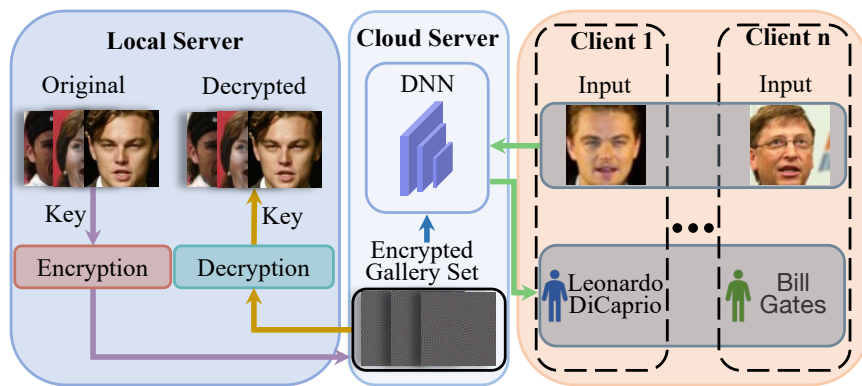 Local Server
Original
Decrypted
Key
Key
Encryption
Decryption
Cloud Server
DNN
Encrypted
Gallery Set
Client 1
Client n
Input
Input
Leonardo
DiCaprio
Bill
Gates